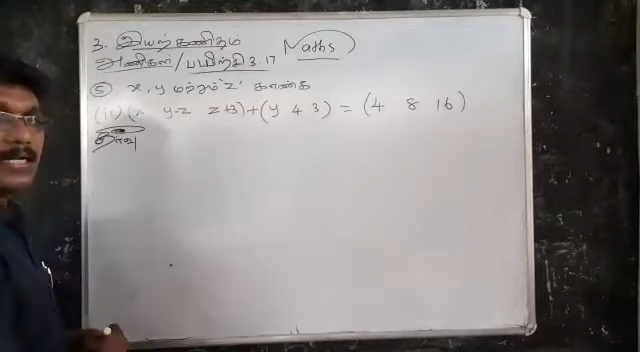 3. இயற்கணிதம் Maths
அணிகள் / பயிற்சி 3.17
⑤ x, y மற்றும் z காண்க
(ii) (x y-z z+3) + (y 4 3) = (4 8 16)
தீர்வு